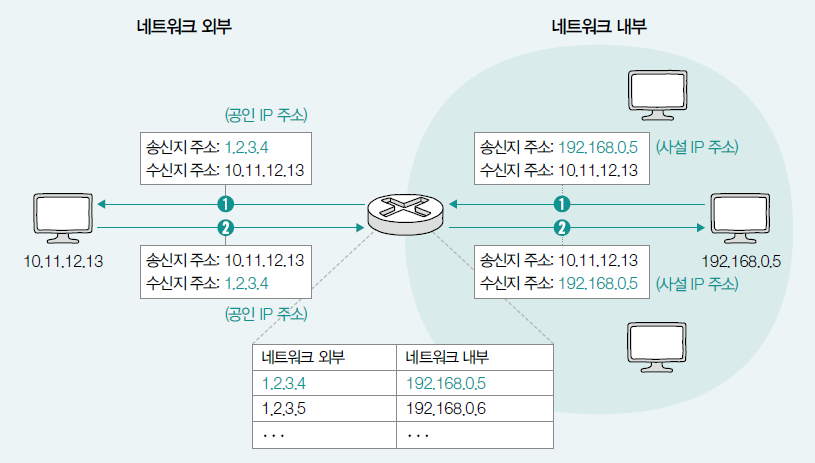 네트워크 외부
네트워크 내부
(공인 IP 주소)
송신지 주소: 1.2.3.4
수신지 주소: 10.11.12.13
송신지 주소: 192.168.0.5
(사설 IP 주소)
수신지 주소: 10.11.12.13
1
1
2
2
송신지 주소: 10.11.12.13
수신지 주소: 1.2.3.4
(공인 IP 주소)
송신지 주소: 10.11.12.13
수신지 주소: 192.168.0.5
(사설 IP 주소)
10.11.12.13
192.168.0.5
네트워크 외부 네트워크 내부
1.2.3.4 192.168.0.5
1.2.3.5 192.168.0.6
... ...